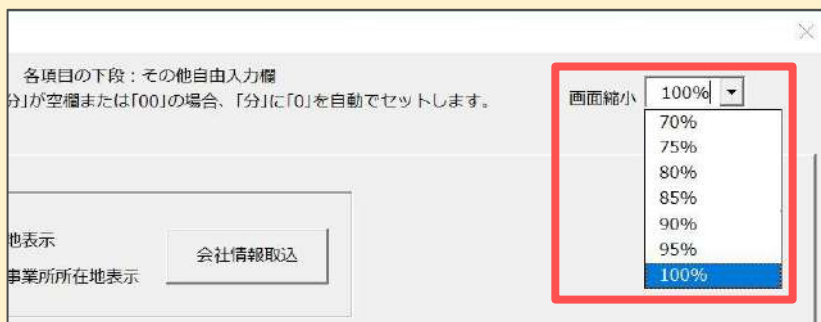 各項目の下段：その他自由入力欄
分」が空欄または「00」の場合、「分」に「0」を自動でセットします。
画面縮小 100%
70%
75%
80%
85%
90%
95%
100%
地表示
会社情報取込
事業所所在地表示